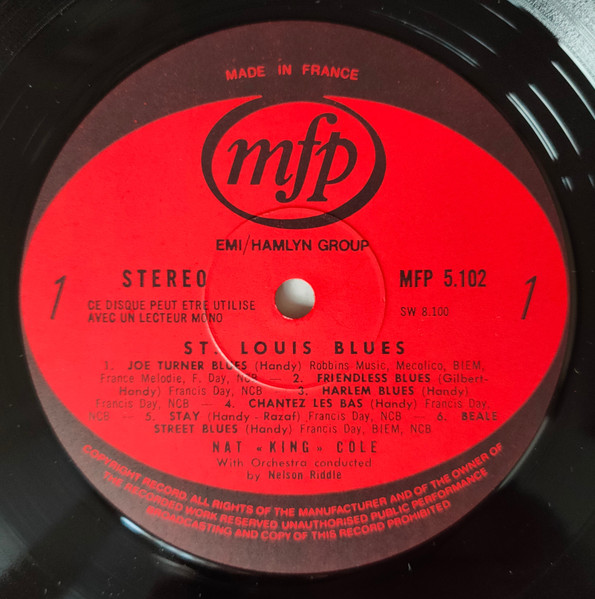 MADE IN FRANCE
mfp
EMI/HAMLYN GROUP
1
STEREO
MFP 5.102
1
CE DISQUE PEUT ETRE UTILISE
AVEC UN LECTEUR MONO
SW 8.100
ST. LOUIS BLUES
1. JOE TURNER BLUES (Handy) Robbins-Music, Mecolico, BIEM,
France Melodie, F. Day, NCB — 2. FRIENDLESS BLUES (Gilbert-
Handy) Francis Day, NCB — 3. HARLEM BLUES (Handy)
Francis Day, NCB — 4. CHANTEZ LES BAS (Handy) Francis Day,
NCB — 5. STAY (Handy - Razaf) Francis Day, NCB — 6. BEALE
STREET BLUES (Handy) Francis Day, BIEM, NCB
NAT «KING» COLE
With Orchestra conducted
by Nelson Riddle
COPYRIGHT RECORD. ALL RIGHTS OF THE MANUFACTURER AND OF THE OWNER OF
THE RECORDED WORK RESERVED UNAUTHORISED PUBLIC PERFORMANCE
BROADCASTING AND COPY OF THIS RECORD PROHIBITED